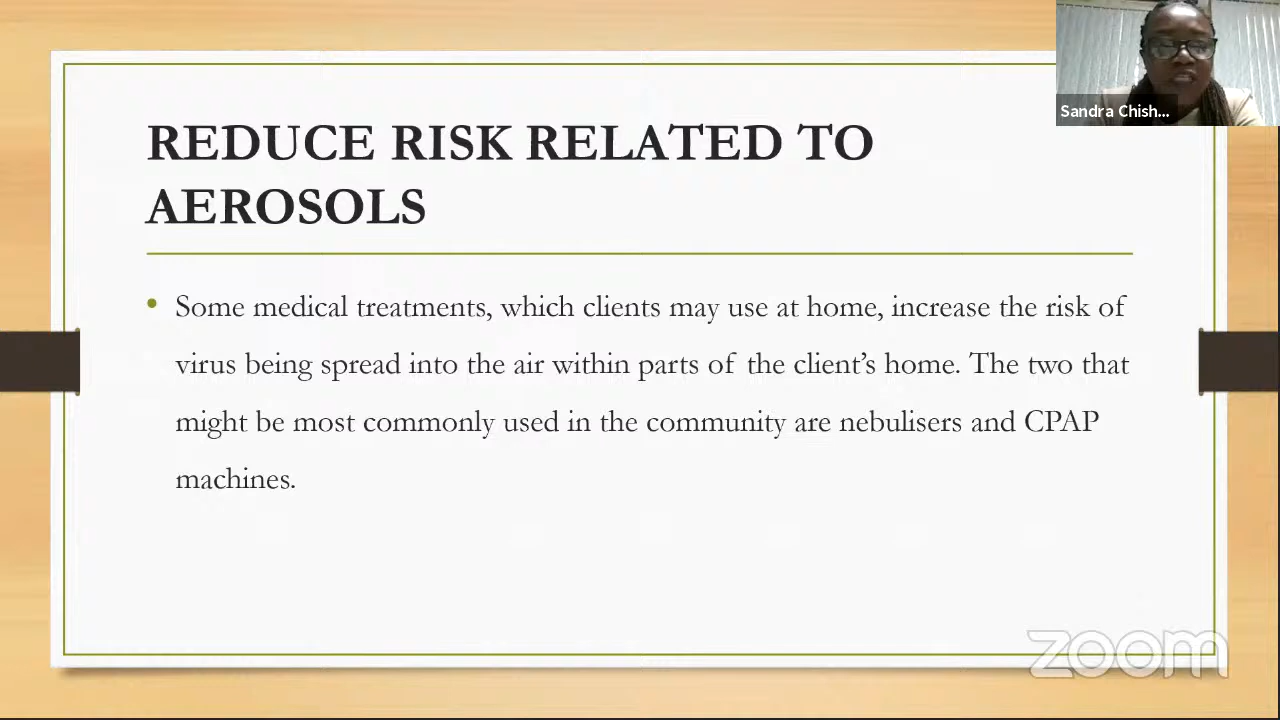 REDUCE RISK RELATED TO
AEROSOLS
• Some medical treatments, which clients may use at home, increase the risk of
virus being spread into the air within parts of the client’s home. The two that
might be most commonly used in the community are nebulisers and CPAP
machines.
Sandra Chish...
zoom